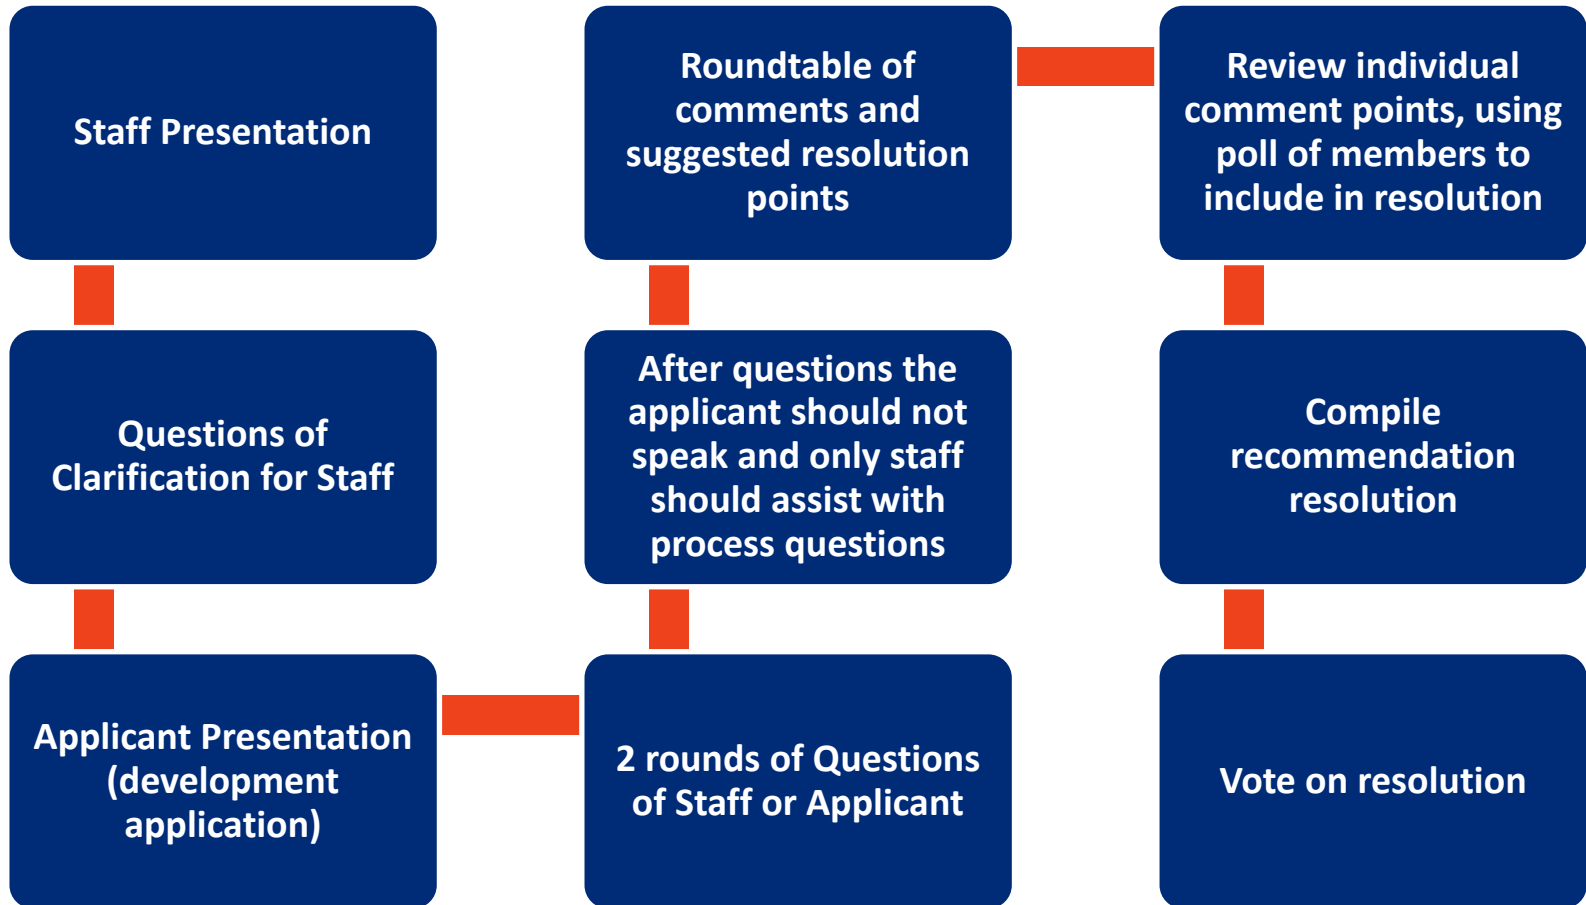 Staff Presentation
Questions of
Clarification for Staff
Applicant Presentation
(development
application)
2 rounds of Questions
of Staff or Applicant
After questions the
applicant should not
speak and only staff
should assist with
process questions
Roundtable of
comments and
suggested resolution
points
Review individual
comment points, using
poll of members to
include in resolution
Compile
recommendation
resolution
Vote on resolution